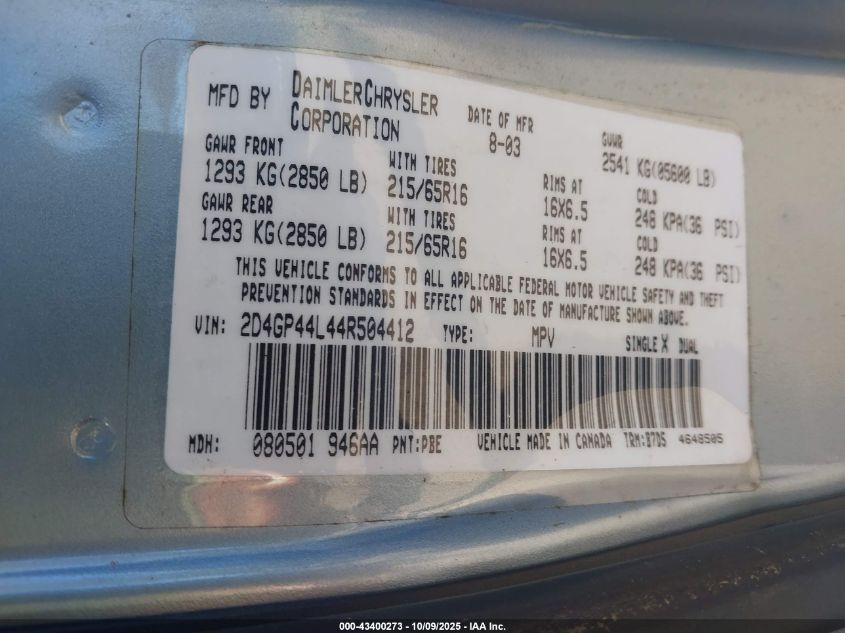 MFD BY DAIMLERCHRYSLER CORPORATION DATE OF MFR 8-03 GVWR 2541 KG(05600 LB)
GAWR FRONT WITH TIRES RIMS AT COLD
1293 KG(2850 LB) 215/65R16 16X6.5 248 KPA(36 PSI)
GAWR REAR WITH TIRES RIMS AT COLD
1293 KG(2850 LB) 215/65R16 16X6.5 248 KPA(36 PSI)
THIS VEHICLE CONFORMS TO ALL APPLICABLE FEDERAL MOTOR VEHICLE SAFETY AND THEFT
PREVENTION STANDARDS IN EFFECT ON THE DATE OF MANUFACTURE SHOWN ABOVE.
VIN: 2D4GP44L44R504412 TYPE: MPV SINGLE X DUAL
MDH: 080501 946AA PNT:PBE VEHICLE MADE IN CANADA TRM:B7D5 4648505
000-43400273 - 10/09/2025 - IAA Inc.